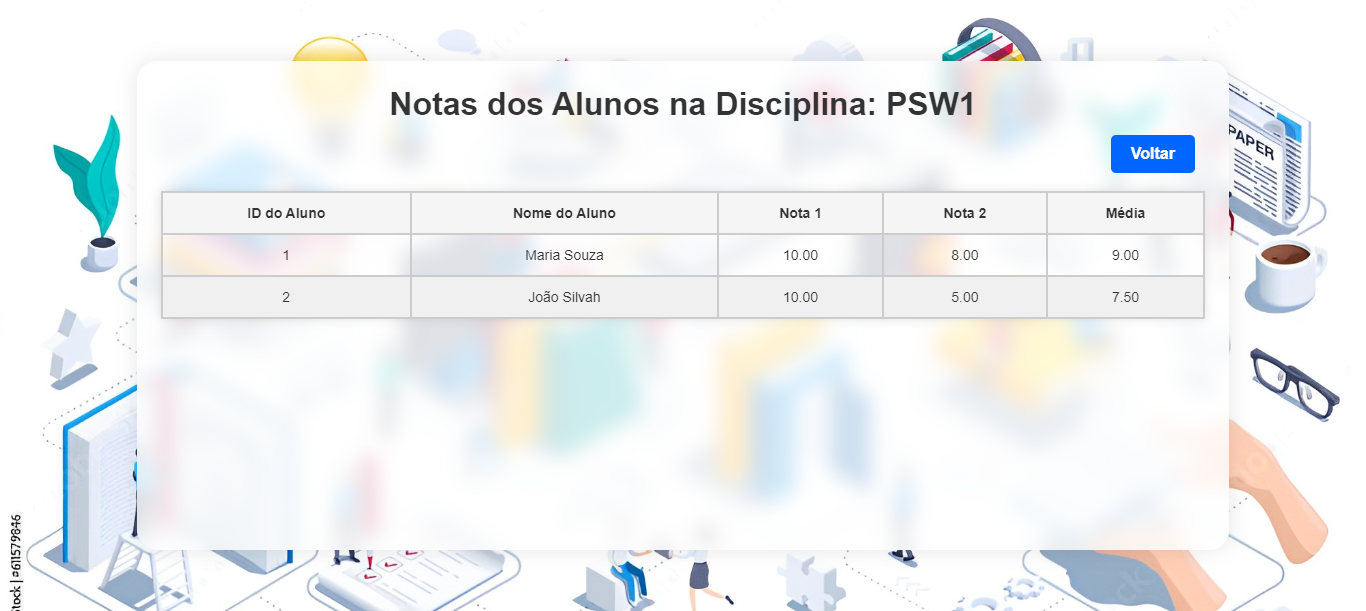 Notas dos Alunos na Disciplina: PSW1
PAPER
Voltar
ID do Aluno Nome do Aluno Nota 1 Nota 2 Média
1 Maria Souza 10.00 8.00 9.00
2 João Silvah 10.00 5.00 7.50
Stock | #611579846